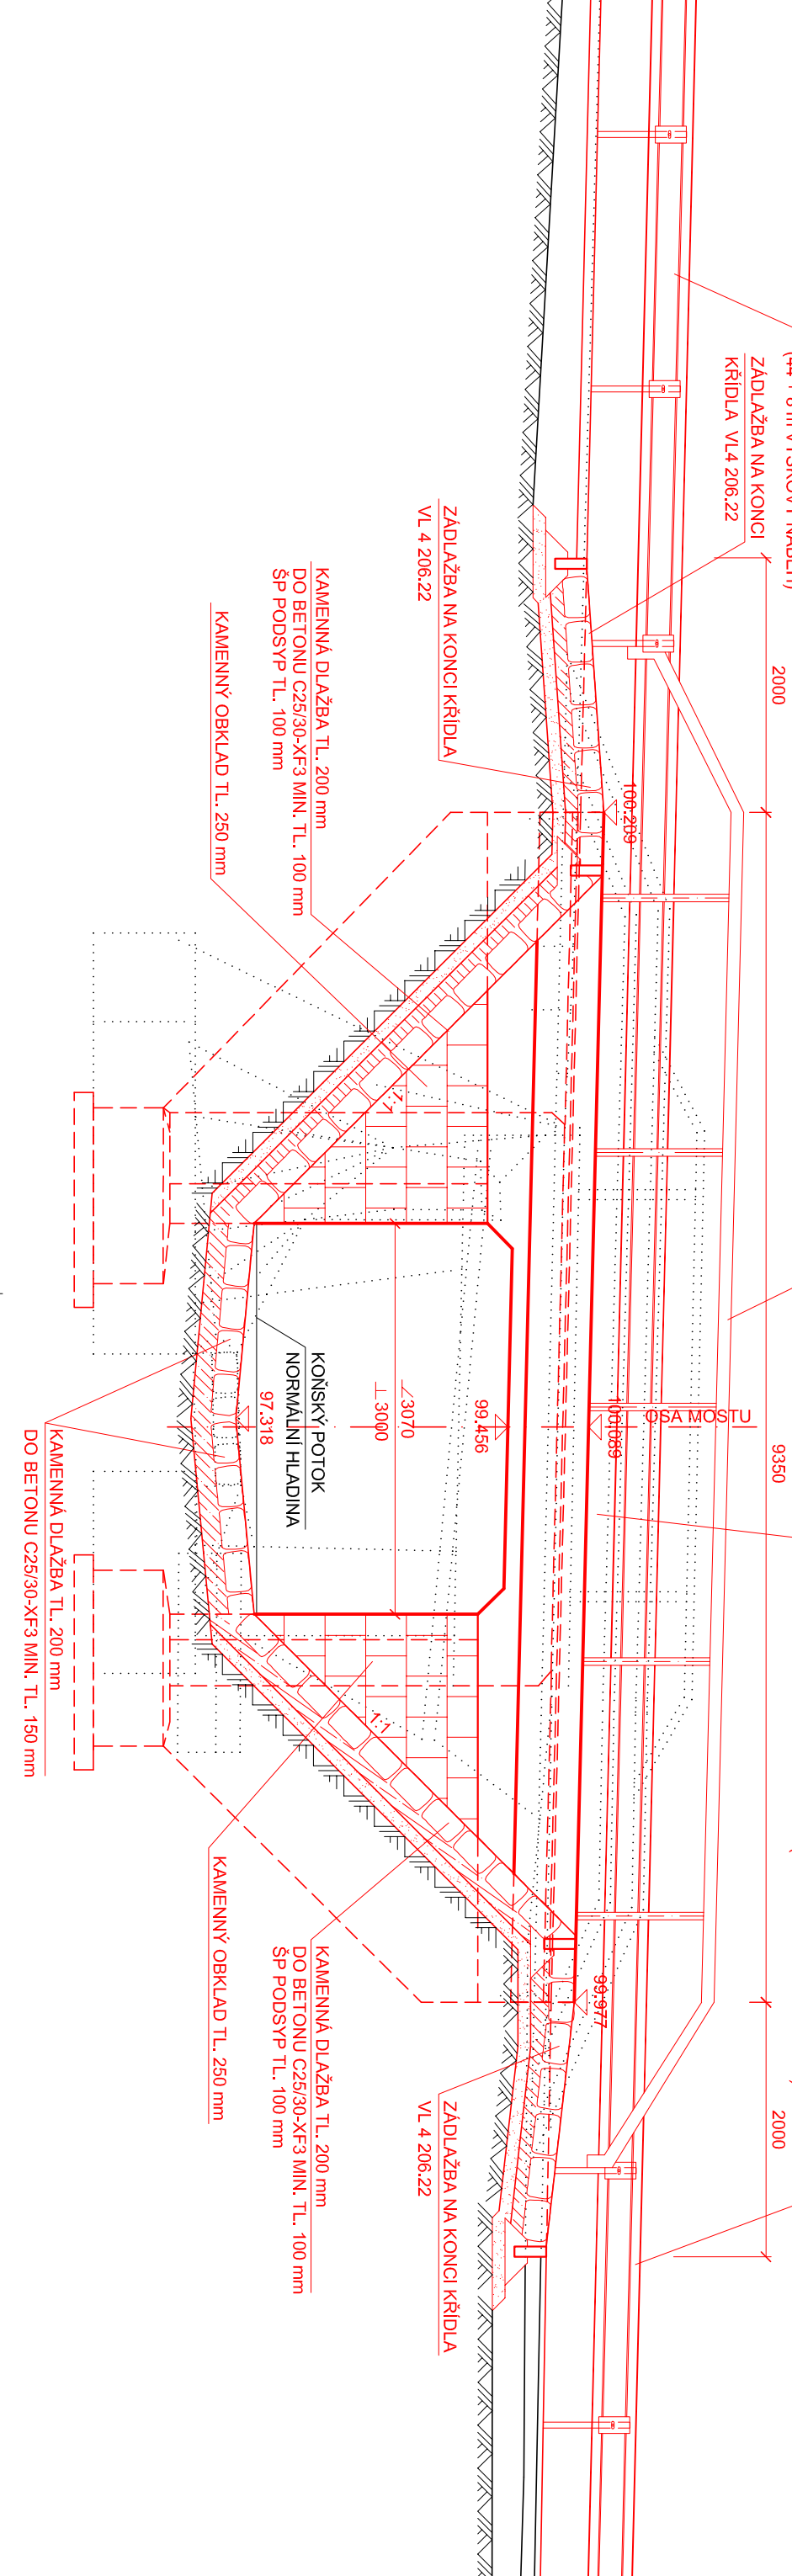 ZÁDLAŽBA NA KONCI
KŘÍDLA VL4 206.22
2000
9350
2000
100.209
100.089
99.977
OSA MOSTU
ZÁDLAŽBA NA KONCI KŘÍDLA
VL 4 206.22
KAMENNÁ DLAŽBA TL. 200 mm
DO BETONU C25/30-XF3 MIN. TL. 100 mm
ŠP PODSYP TL. 100 mm
KAMENNÝ OBKLAD TL. 250 mm
1:1
99.456
∠3070
⊥ 3000
KOŇSKÝ POTOK
NORMÁLNÍ HLADINA
97.318
1:1
ZÁDLAŽBA NA KONCI KŘÍDLA
VL 4 206.22
KAMENNÁ DLAŽBA TL. 200 mm
DO BETONU C25/30-XF3 MIN. TL. 100 mm
ŠP PODSYP TL. 100 mm
KAMENNÝ OBKLAD TL. 250 mm
KAMENNÁ DLAŽBA TL. 200 mm
DO BETONU C25/30-XF3 MIN. TL. 150 mm